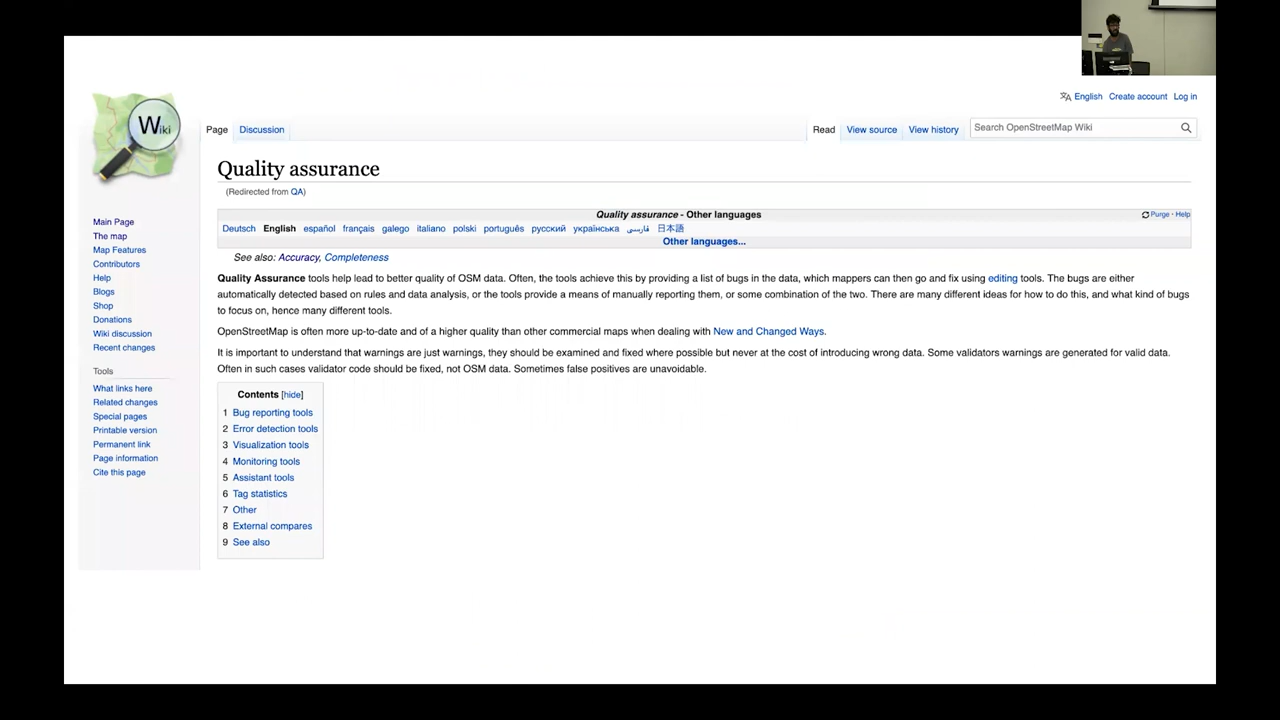 Wiki
English Create account Log in
Page Discussion Read View source View history Search OpenStreetMap Wiki
Quality assurance
(Redirected from QA)
Quality assurance - Other languages Purge - Help
Deutsch English español français galego italiano polski português русский українська فارسی 日本語
Other languages...
See also: Accuracy, Completeness
Quality Assurance tools help lead to better quality of OSM data. Often, the tools achieve this by providing a list of bugs in the data, which mappers can then go and fix using editing tools. The bugs are either
automatically detected based on rules and data analysis, or the tools provide a means of manually reporting them, or some combination of the two. There are many different ideas for how to do this, and what kind of bugs
to focus on, hence many different tools.
OpenStreetMap is often more up-to-date and of a higher quality than other commercial maps when dealing with New and Changed Ways.
It is important to understand that warnings are just warnings, they should be examined and fixed where possible but never at the cost of introducing wrong data. Some validators warnings are generated for valid data.
Often in such cases validator code should be fixed, not OSM data. Sometimes false positives are unavoidable.
Contents [hide]
1 Bug reporting tools
2 Error detection tools
3 Visualization tools
4 Monitoring tools
5 Assistant tools
6 Tag statistics
7 Other
8 External compares
9 See also
Main Page
The map
Map Features
Contributors
Help
Blogs
Shop
Donations
Wiki discussion
Recent changes
Tools
What links here
Related changes
Special pages
Printable version
Permanent link
Page information
Cite this page